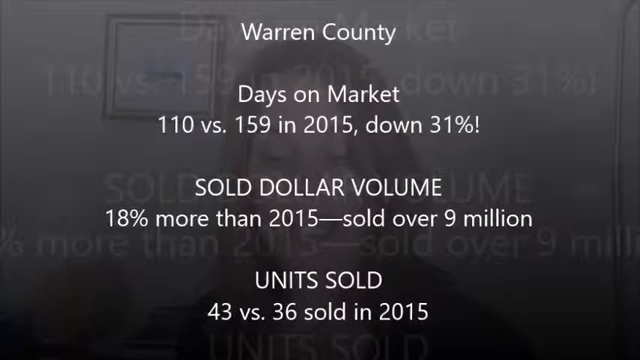 Warren County
Days on Market
110 vs. 159 in 2015, down 31%!
SOLD DOLLAR VOLUME
18% more than 2015—sold over 9 million
UNITS SOLD
43 vs. 36 sold in 2015